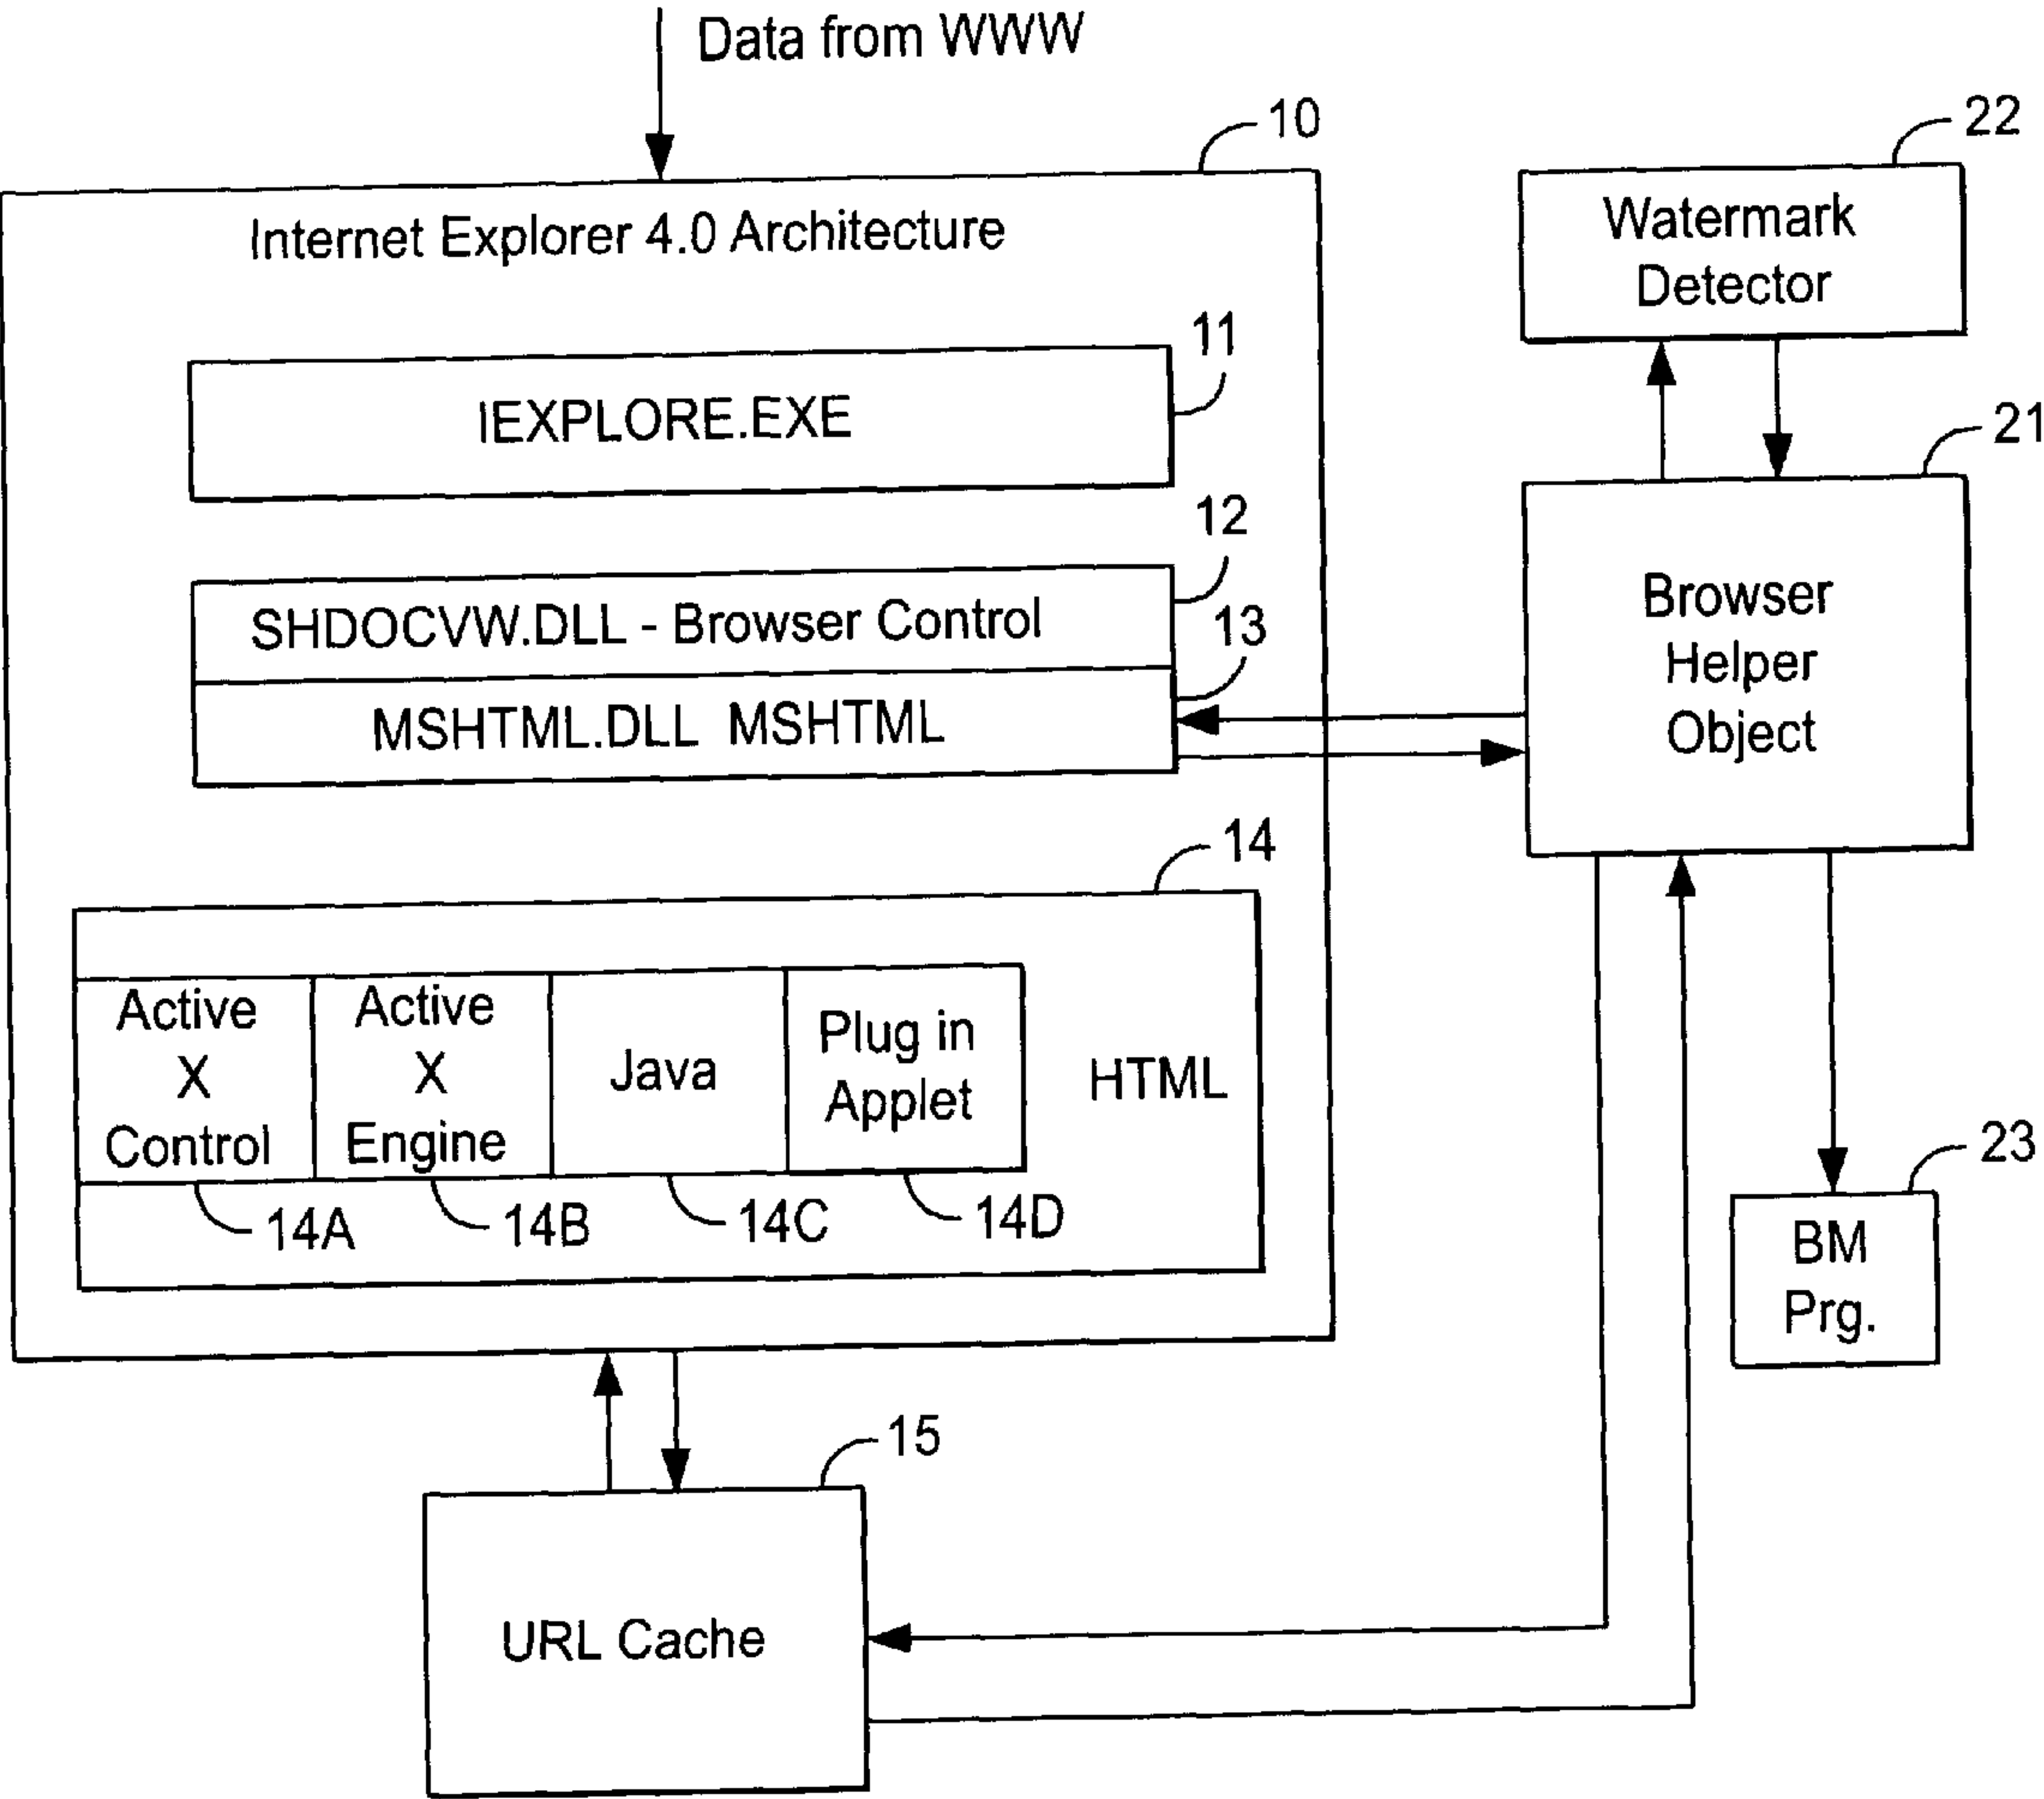 Data from WWW
10
Internet Explorer 4.0 Architecture
11
IEXPLORE.EXE
12
SHDOCVW.DLL - Browser Control
13
MSHTML.DLL MSHTML
14
Active
X
Control
Active
X
Engine
Java
Plug in
Applet
HTML
14A
14B
14C
14D
15
URL Cache
22
Watermark
Detector
21
Browser
Helper
Object
23
BM
Prg.